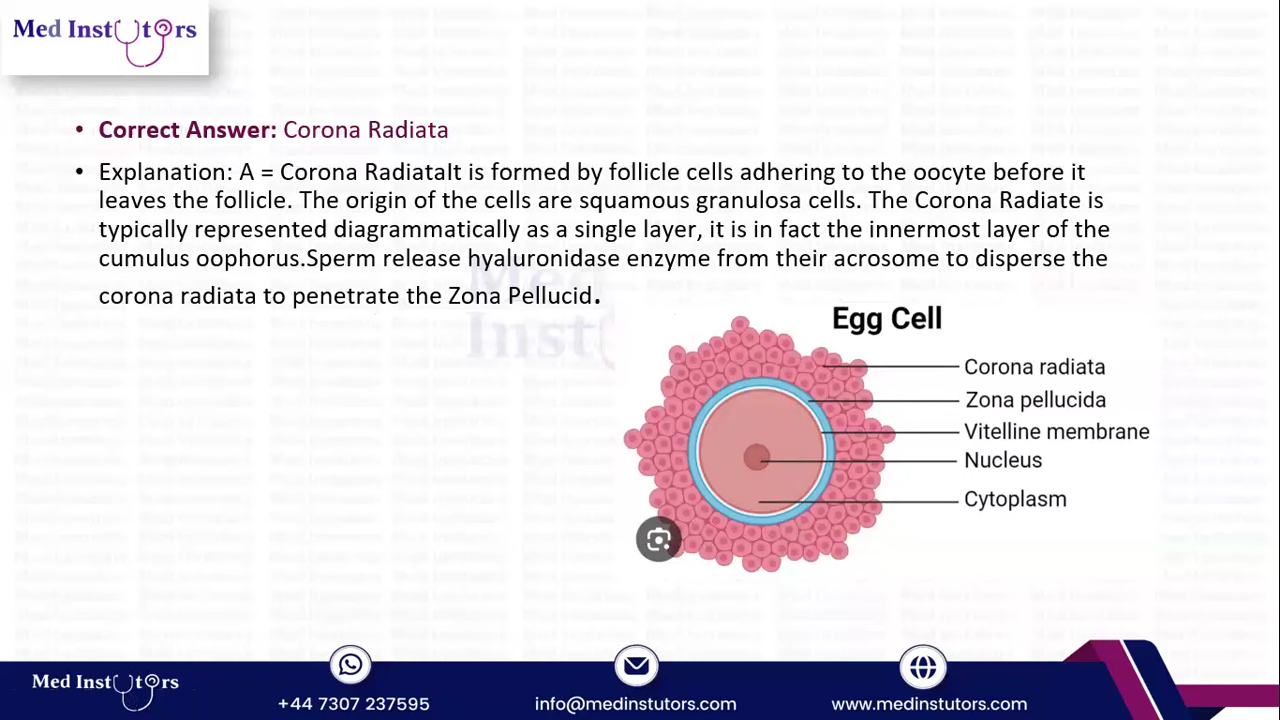 Med Instutors
• Correct Answer: Corona Radiata
• Explanation: A = Corona RadiataIt is formed by follicle cells adhering to the oocyte before it
leaves the follicle. The origin of the cells are squamous granulosa cells. The Corona Radiate is
typically represented diagrammatically as a single layer, it is in fact the innermost layer of the
cumulus oophorus.Sperm release hyaluronidase enzyme from their acrosome to disperse the
corona radiata to penetrate the Zona Pellucid.
Med
Inst
Egg Cell
Corona radiata
Zona pellucida
Vitelline membrane
Nucleus
Cytoplasm
Med Instutors
+44 7307 237595
info@medinstutors.com
www.medinstutors.com